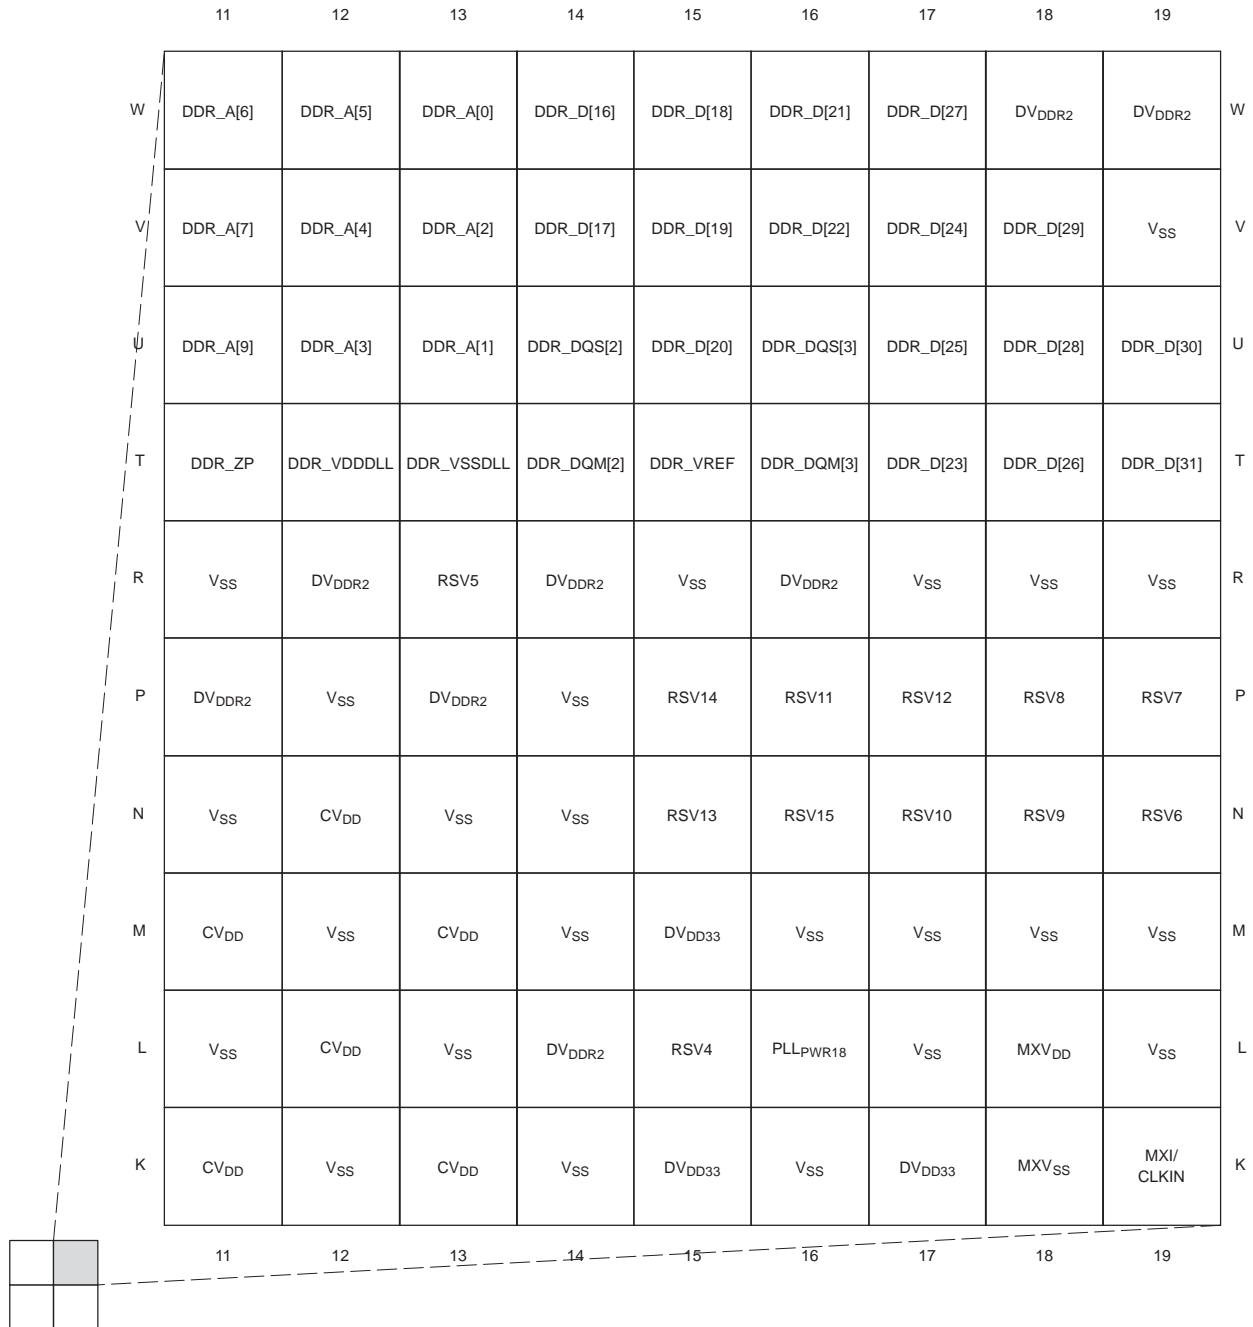 11 12 13 14 15 16 17 18 19
W DDR_A[6] DDR_A[5] DDR_A[0] DDR_D[16] DDR_D[18] DDR_D[21] DDR_D[27] DVDDR2 DVDDR2 W
V DDR_A[7] DDR_A[4] DDR_A[2] DDR_D[17] DDR_D[19] DDR_D[22] DDR_D[24] DDR_D[29] VSS V
U DDR_A[9] DDR_A[3] DDR_A[1] DDR_DQS[2] DDR_D[20] DDR_DQS[3] DDR_D[25] DDR_D[28] DDR_D[30] U
T DDR_ZP DDR_VDDDLL DDR_VSSDLL DDR_DQM[2] DDR_VREF DDR_DQM[3] DDR_D[23] DDR_D[26] DDR_D[31] T
R VSS DVDDR2 RSV5 DVDDR2 VSS DVDDR2 VSS VSS VSS R
P DVDDR2 VSS DVDDR2 VSS RSV14 RSV11 RSV12 RSV8 RSV7 P
N VSS CVDD VSS VSS RSV13 RSV15 RSV10 RSV9 RSV6 N
M CVDD VSS CVDD VSS DVDD33 VSS VSS VSS VSS M
L VSS CVDD VSS DVDDR2 RSV4 PLLPWR18 VSS MXVDD VSS L
K CVDD VSS CVDD VSS DVDD33 VSS DVDD33 MXVSS MXI/ K
CLKIN
11 12 13 14 15 16 17 18 19